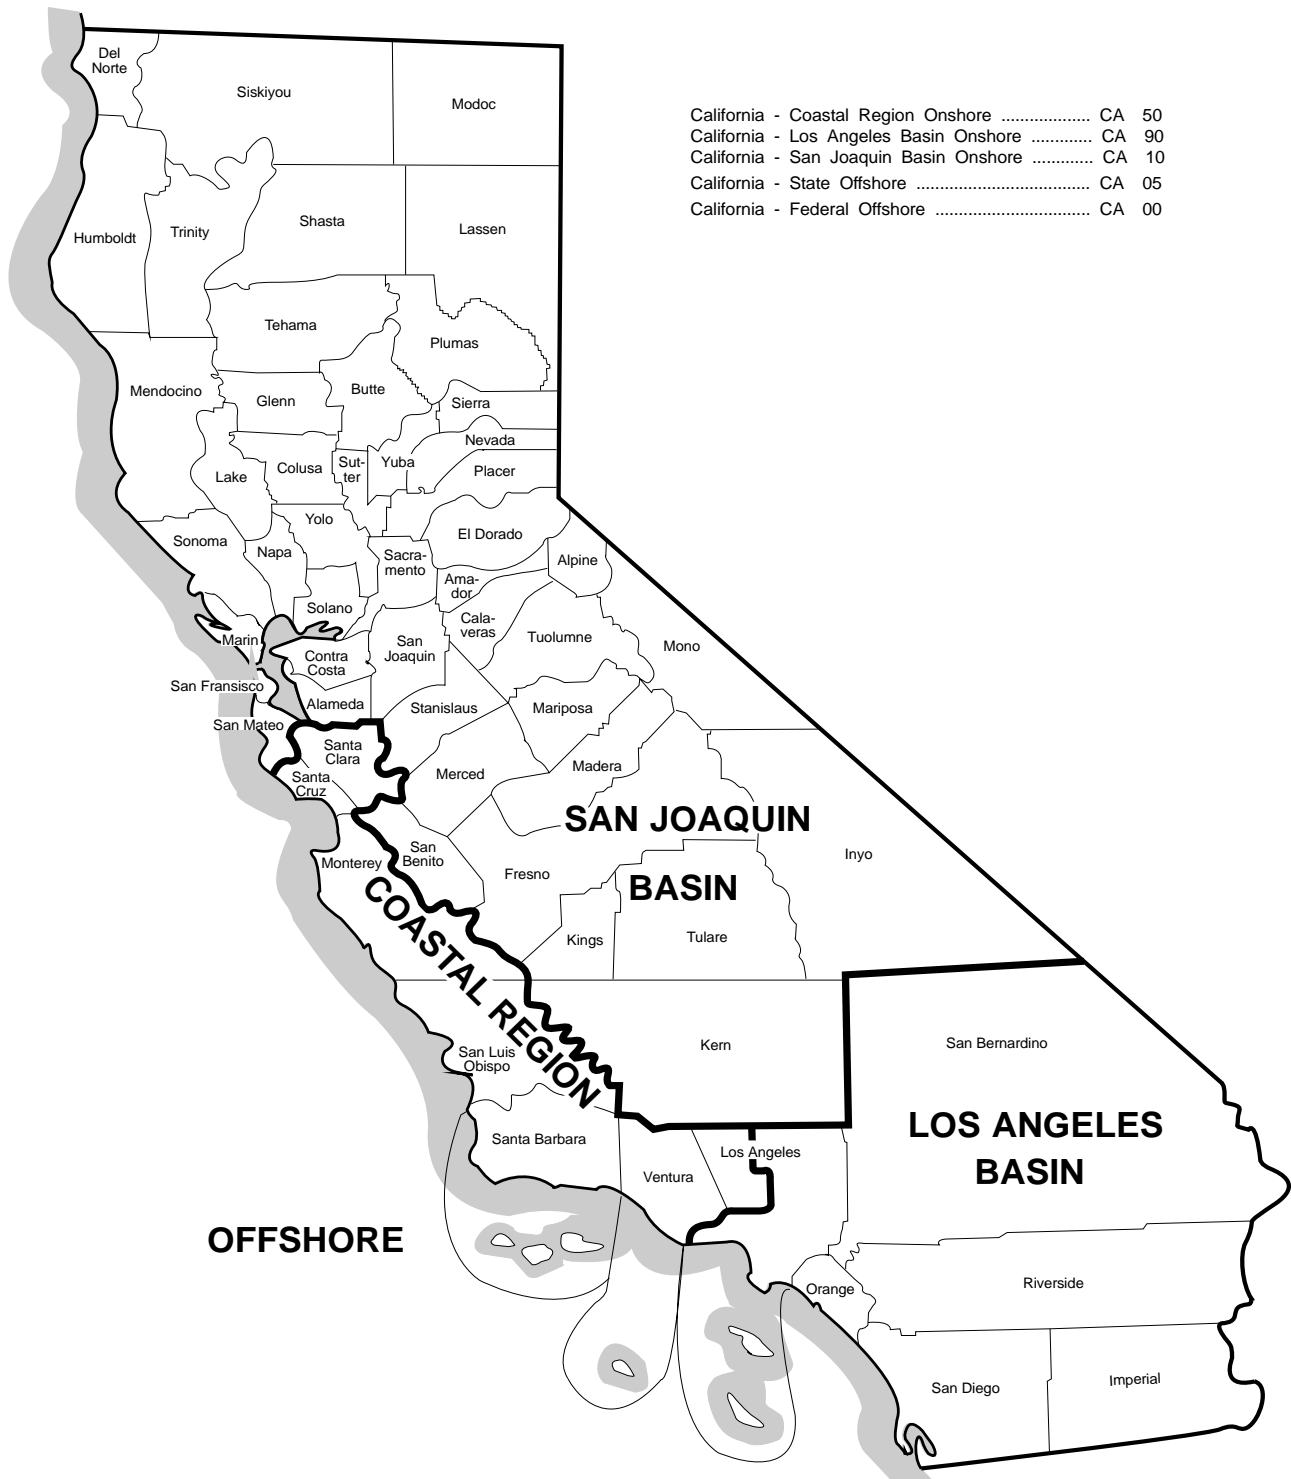 Del
Norte
Siskiyou
Modoc
California - Coastal Region Onshore ................... CA 50
California - Los Angeles Basin Onshore ............. CA 90
California - San Joaquin Basin Onshore ............. CA 10
California - State Offshore ..................................... CA 05
California - Federal Offshore ................................. CA 00
Humboldt
Trinity
Shasta
Lassen
Tehama
Plumas
Mendocino
Glenn
Butte
Sierra
Nevada
Lake
Colusa
Sut-
ter
Yuba
Placer
Yolo
Sonoma
Napa
El Dorado
Sacra-
mento
Alpine
Ama-
dor
Solano
Cala-
veras
Marin
Contra
Costa
San
Joaquin
Tuolumne
Mono
San Fransisco
Alameda
Stanislaus
Mariposa
San Mateo
Santa
Clara
Santa
Cruz
Merced
Madera
SAN JOAQUIN
BASIN
Monterey
San
Benito
Fresno
Inyo
COASTAL REGION
Kings
Tulare
San Luis
Obispo
Kern
San Bernardino
LOS ANGELES
BASIN
Santa Barbara
Ventura
Los Angeles
OFFSHORE
Orange
Riverside
San Diego
Imperial